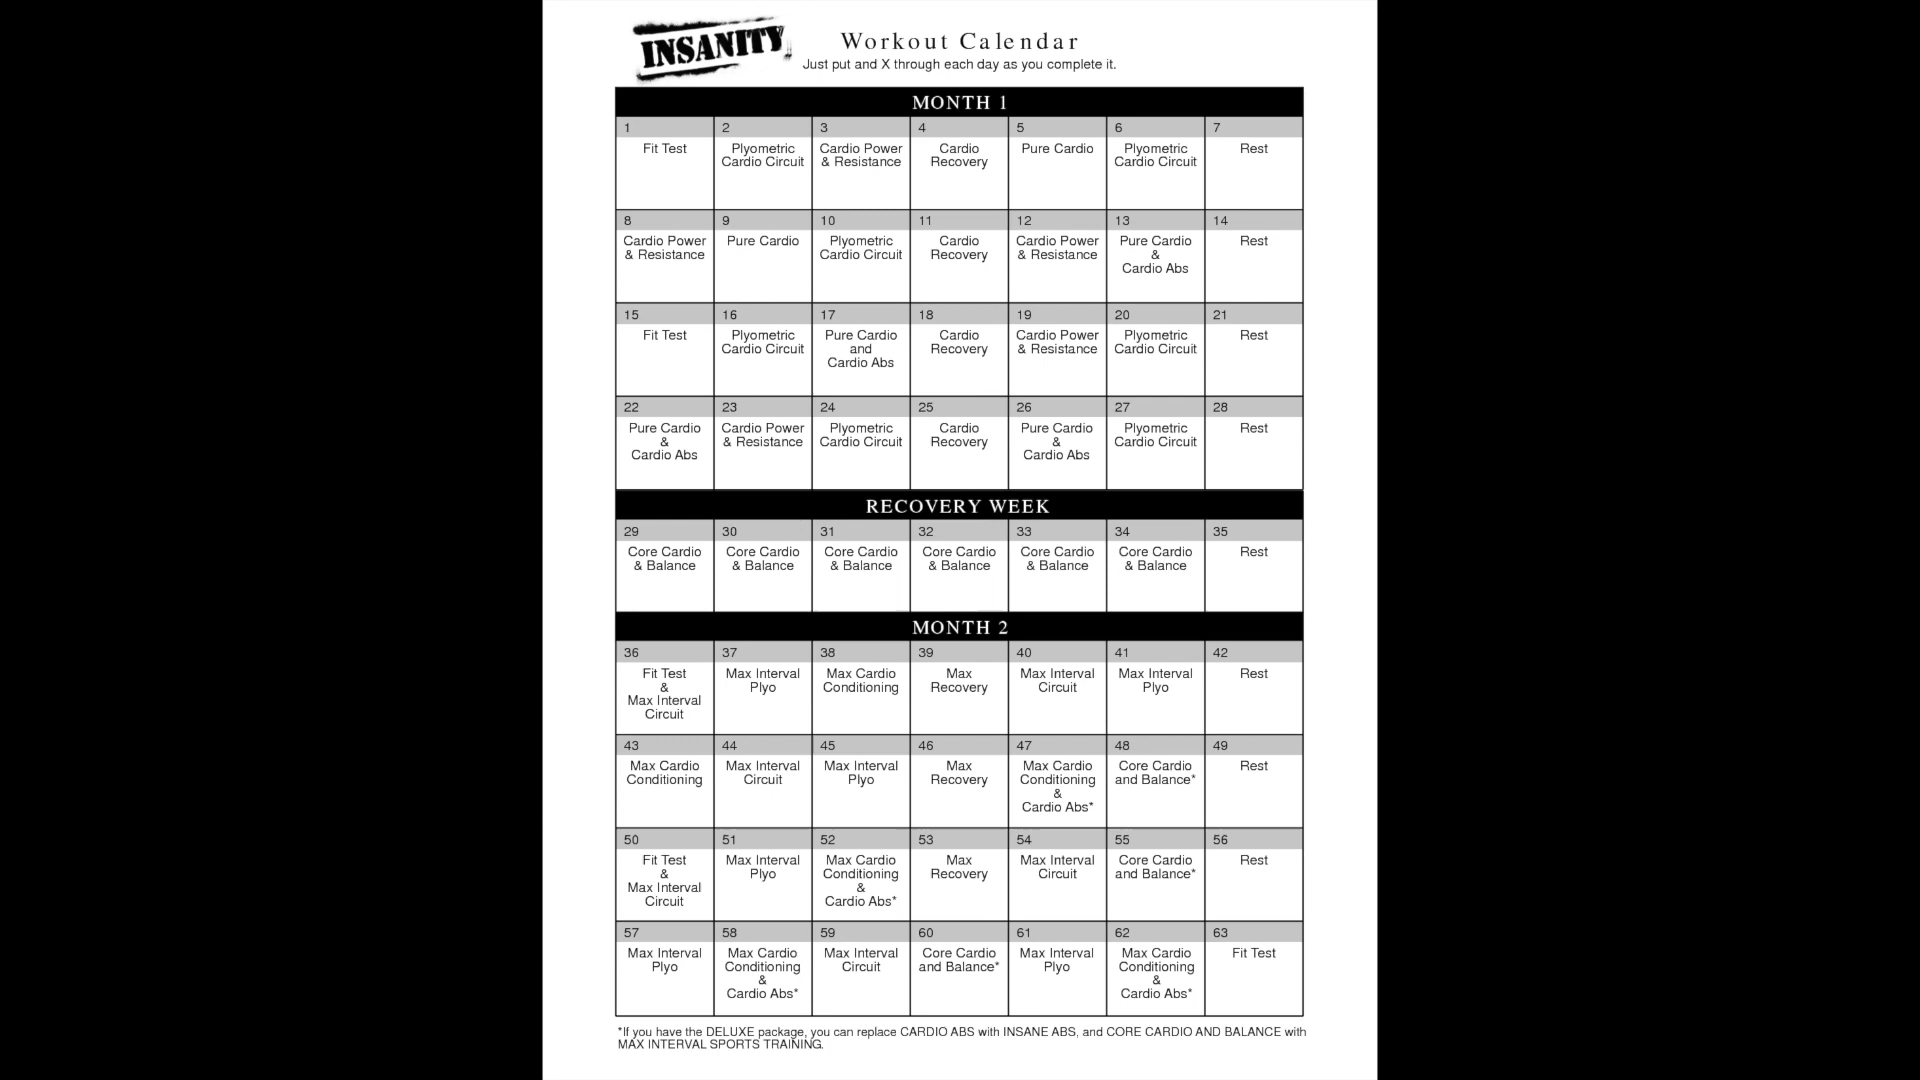 INSANITY
Workout Calendar
Just put and X through each day as you complete it.
MONTH 1
1 2 3 4 5 6 7
Fit Test Plyometric Cardio Power Cardio Pure Cardio Plyometric Rest
Cardio Circuit & Resistance Recovery Cardio Circuit
8 9 10 11 12 13 14
Cardio Power Pure Cardio Plyometric Cardio Cardio Power Pure Cardio Rest
& Resistance Cardio Circuit Recovery & Resistance &
Cardio Abs
15 16 17 18 19 20 21
Fit Test Plyometric Pure Cardio Cardio Cardio Power Plyometric Rest
Cardio Circuit and Recovery & Resistance Cardio Circuit
Cardio Abs
22 23 24 25 26 27 28
Pure Cardio Cardio Power Plyometric Cardio Pure Cardio Plyometric Rest
& & Resistance Cardio Circuit Recovery & Cardio Circuit
Cardio Abs Cardio Abs
RECOVERY WEEK
29 30 31 32 33 34 35
Core Cardio Core Cardio Core Cardio Core Cardio Core Cardio Core Cardio Rest
& Balance & Balance & Balance & Balance & Balance & Balance
MONTH 2
36 37 38 39 40 41 42
Fit Test Max Interval Max Cardio Max Max Interval Max Interval Rest
& Plyo Conditioning Recovery Circuit Plyo
Max Interval
Circuit
43 44 45 46 47 48 49
Max Cardio Max Interval Max Interval Max Max Cardio Core Cardio Rest
Conditioning Circuit Plyo Recovery Conditioning and Balance*
&
Cardio Abs*
50 51 52 53 54 55 56
Fit Test Max Interval Max Cardio Max Max Interval Core Cardio Rest
& Plyo Conditioning Recovery Circuit and Balance*
Max Interval &
Circuit Cardio Abs*
57 58 59 60 61 62 63
Max Interval Max Cardio Max Interval Core Cardio Max Interval Max Cardio Fit Test
Plyo Conditioning Circuit and Balance* Plyo Conditioning
& &
Cardio Abs* Cardio Abs*
*If you have the DELUXE package, you can replace CARDIO ABS with INSANE ABS, and CORE CARDIO AND BALANCE with
MAX INTERVAL SPORTS TRAINING.